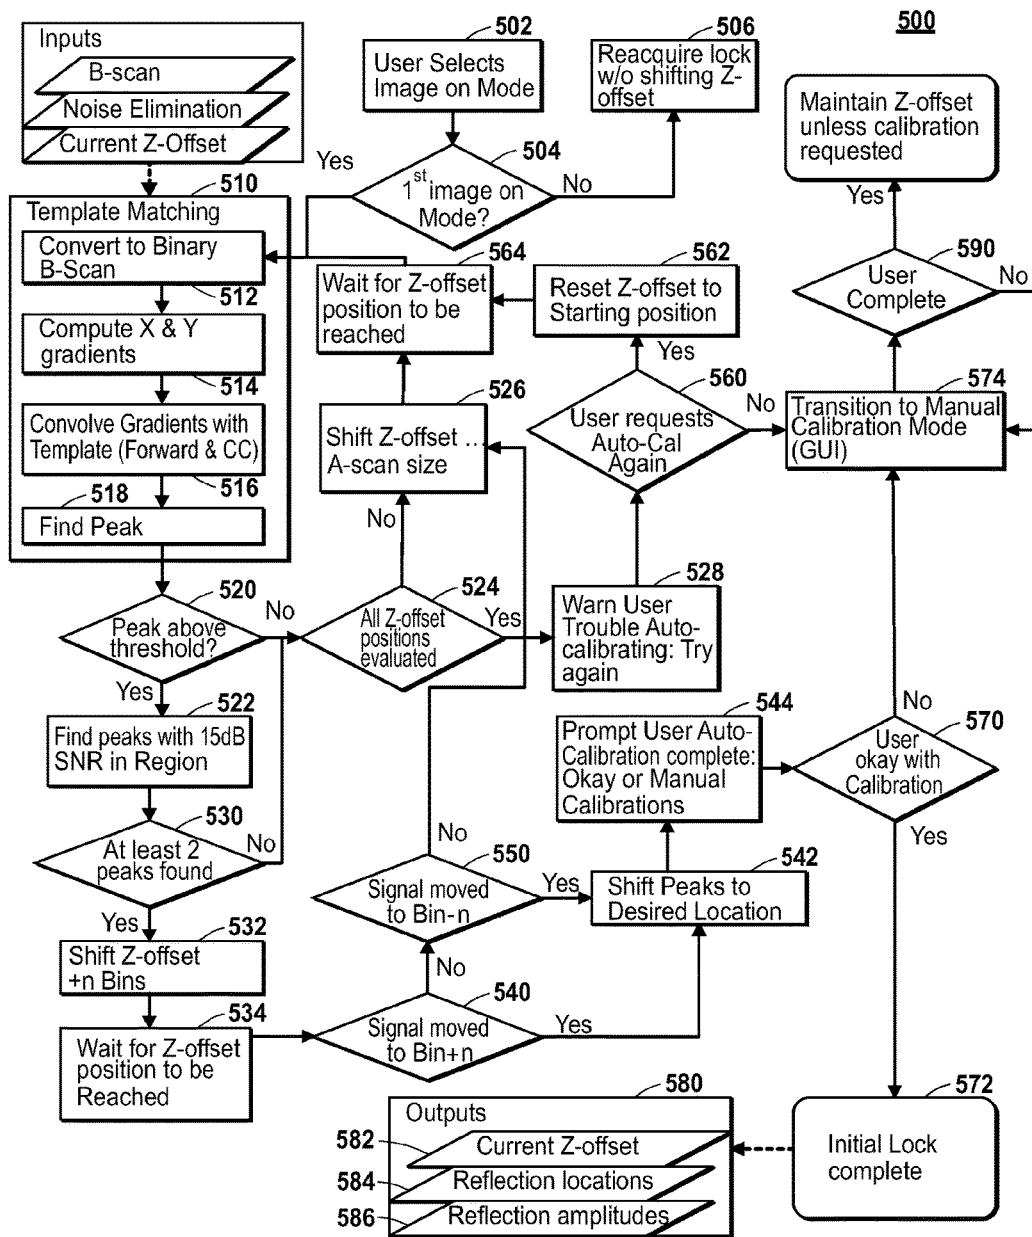 500
Inputs
B-scan
Noise Elimination
Current Z-Offset
502
User Selects
Image on Mode
506
Reacquire lock
w/o shifting Z-
offset
Maintain Z-offset
unless calibration
requested
Yes
504
1st image on
Mode?
No
Yes
510
Template Matching
Convert to Binary
B-Scan
512
Compute X & Y
gradients
514
Convolve Gradients with
Template (Forward & CC)
516
518
Find Peak
564
Wait for Z-offset
position to be
reached
562
Reset Z-offset to
Starting position
Yes
590
User
Complete
No
526
Shift Z-offset ...
A-scan size
No
560
User requests
Auto-Cal
Again
No
574
Transition to Manual
Calibration Mode
(GUI)
520
Peak above
threshold?
No
Yes
524
All Z-offset
positions
evaluated
Yes
528
Warn User
Trouble Auto-
calibrating: Try
again
522
Find peaks with 15dB
SNR in Region
530
At least 2
peaks found
No
Yes
544
Prompt User Auto-
Calibration complete:
Okay or Manual
Calibrations
No
570
User
okay with
Calibration
Yes
No
550
Signal moved
to Bin-n
Yes
542
Shift Peaks to
Desired Location
532
Shift Z-offset
+n Bins
No
540
Signal moved
to Bin+n
Yes
534
Wait for Z-offset
position to be
Reached
580
Outputs
582
Current Z-offset
584
Reflection locations
586
Reflection amplitudes
572
Initial Lock
complete